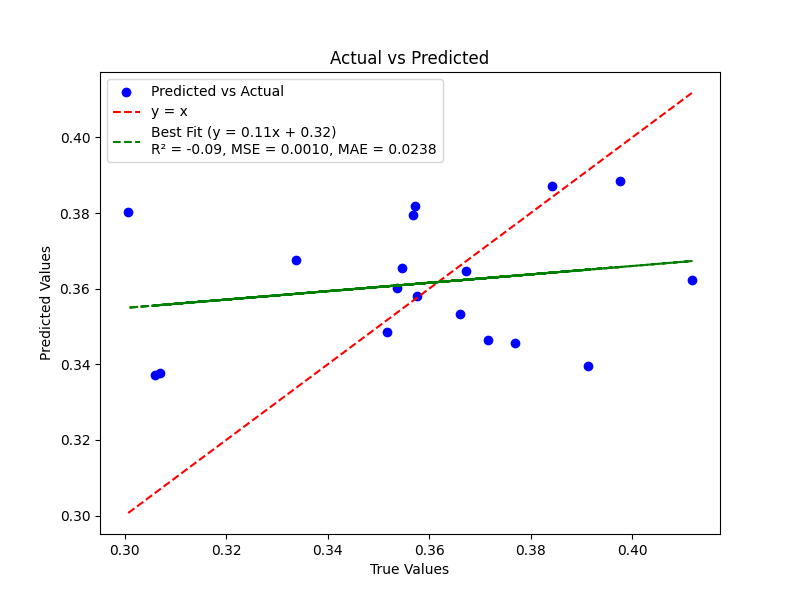 Actual vs Predicted
Predicted vs Actual
y = x
Best Fit (y = 0.11x + 0.32)
R² = -0.09, MSE = 0.0010, MAE = 0.0238
Predicted Values
0.40
0.38
0.36
0.34
0.32
0.30
0.30 0.32 0.34 0.36 0.38 0.40
True Values